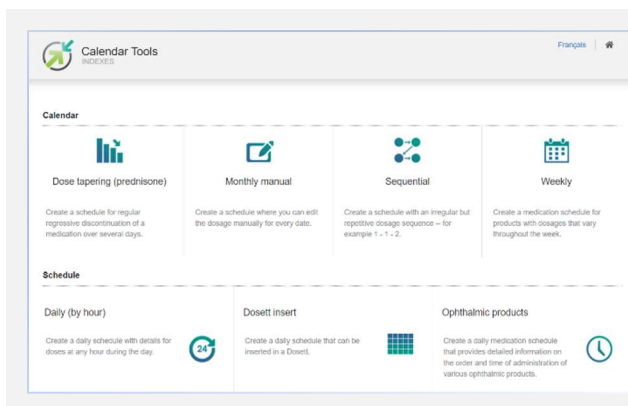 Calendar Tools
INDEXES
Français
Calendar
Dose tapering (prednisone)
Create a schedule for regular
regressive discontinuation of a
medication over several days.
Monthly manual
Create a schedule where you can edit
the dosage manually for every date.
Sequential
Create a schedule with an irregular but
repetitive dosage sequence – for
example 1 - 1 - 2.
Weekly
Create a medication schedule for
products with dosages that vary
throughout the week.
Schedule
Daily (by hour)
Create a daily schedule with details for
doses at any hour during the day.
24
Dosett insert
Create a daily schedule that can be
inserted in a Dosett.
Ophthalmic products
Create a daily medication schedule
that provides detailed information on
the order and time of administration of
various ophthalmic products.